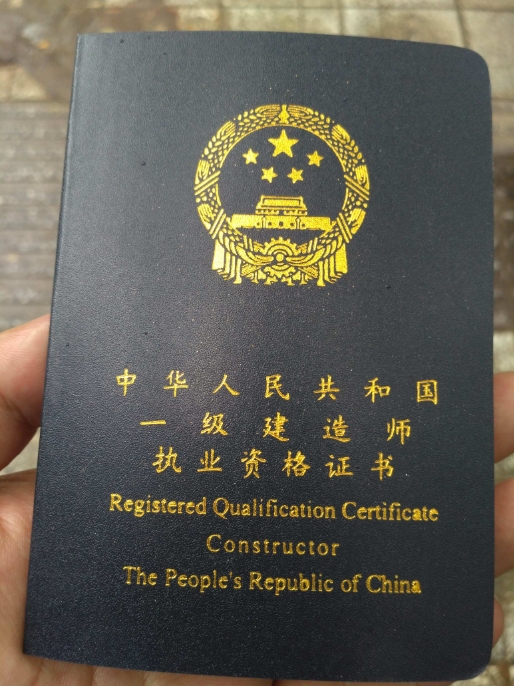 中华人民共和国
一级建造师
执业资格证书
Registered Qualification Certificate
Constructor
The People's Republic of China